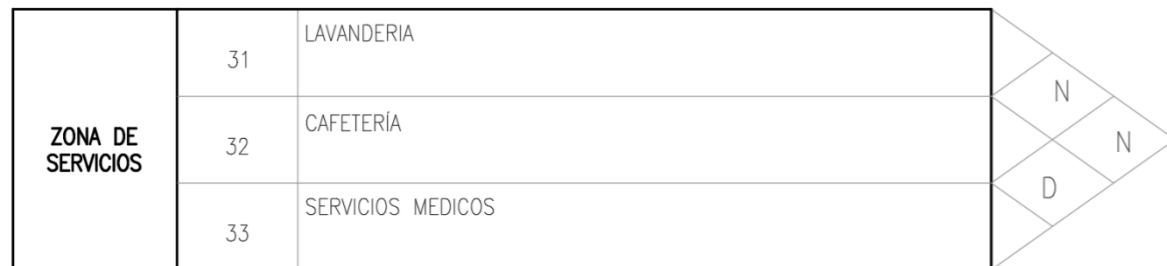 ZONA DE
SERVICIOS
31
LAVANDERIA
32
CAFETERÍA
33
SERVICIOS MEDICOS
N
N
D